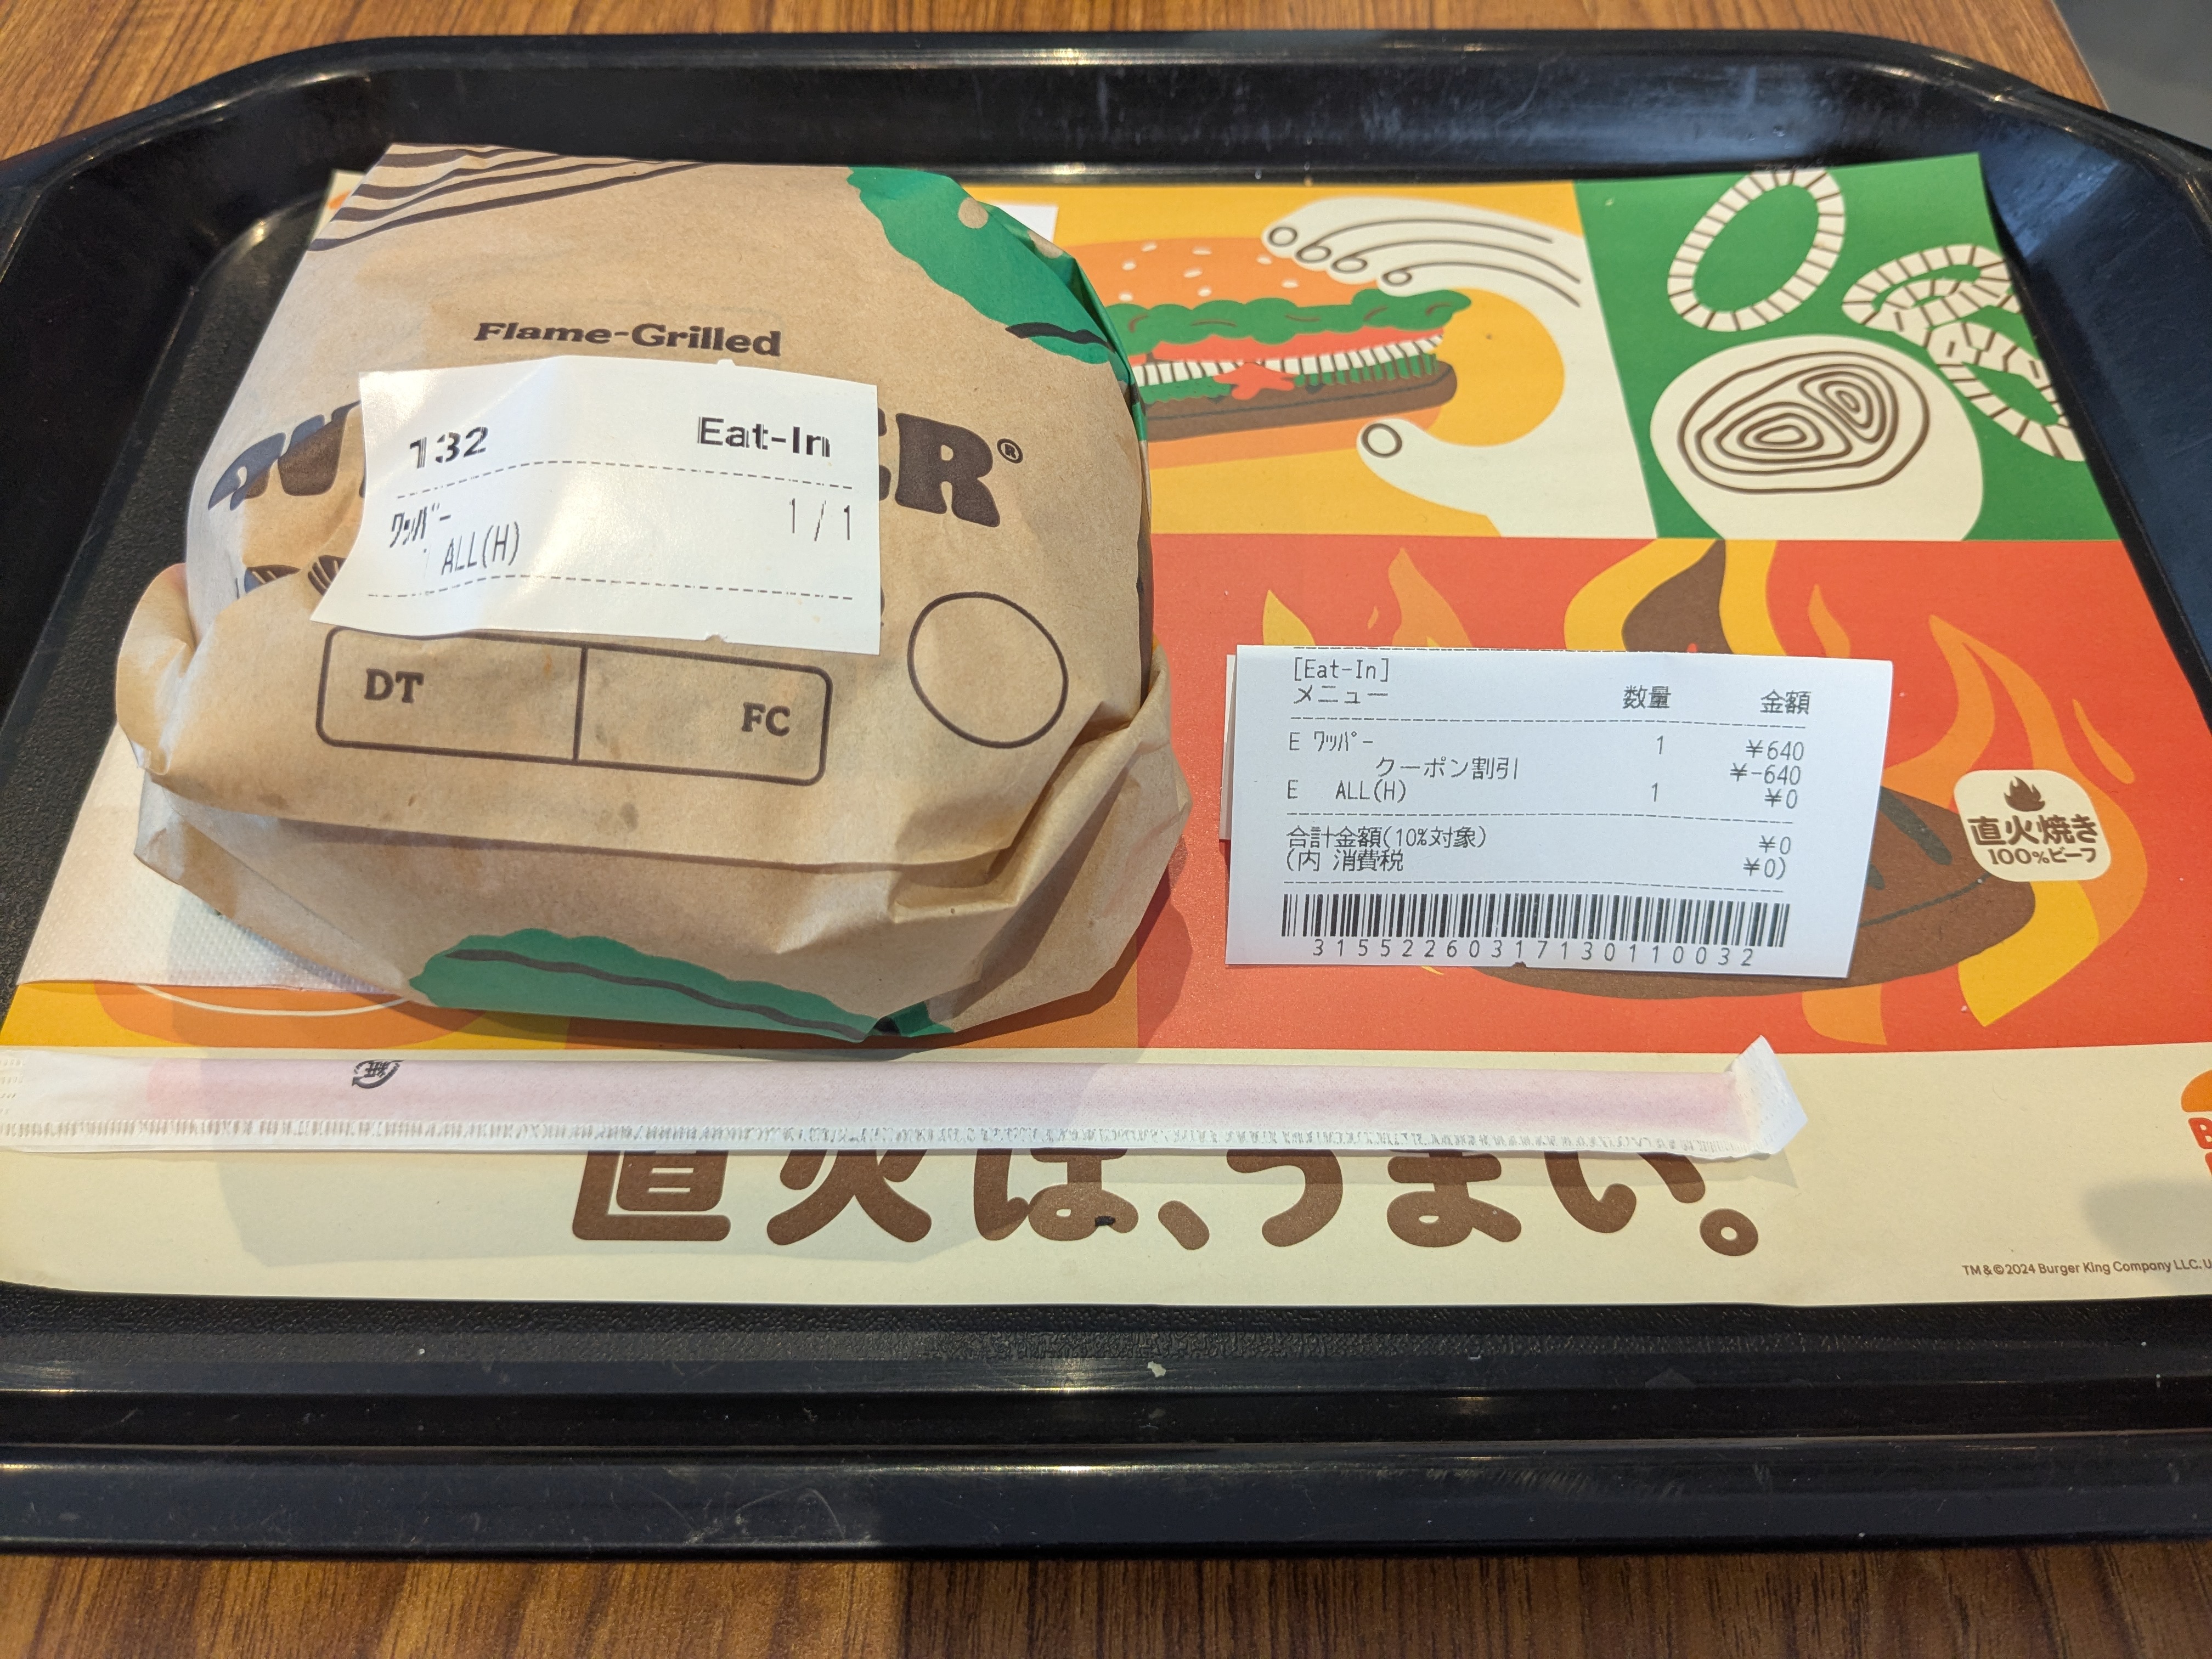 Flame-Grilled
132 Eat-In
ﾜｯﾊﾟｰ 1 / 1
ALL(H)
DT FC
[Eat-In]
メニュー 数量 金額
E ﾜｯﾊﾟｰ 1 ¥640
クーポン割引 ¥-640
E ALL(H) 1 ¥0
合計金額(10%対象) ¥0
(内 消費税 ¥0)
3155226031713011 0032
直火焼き
100%ビーフ
紙
直火は、うまい。
TM&©2024 Burger King Company LLC.